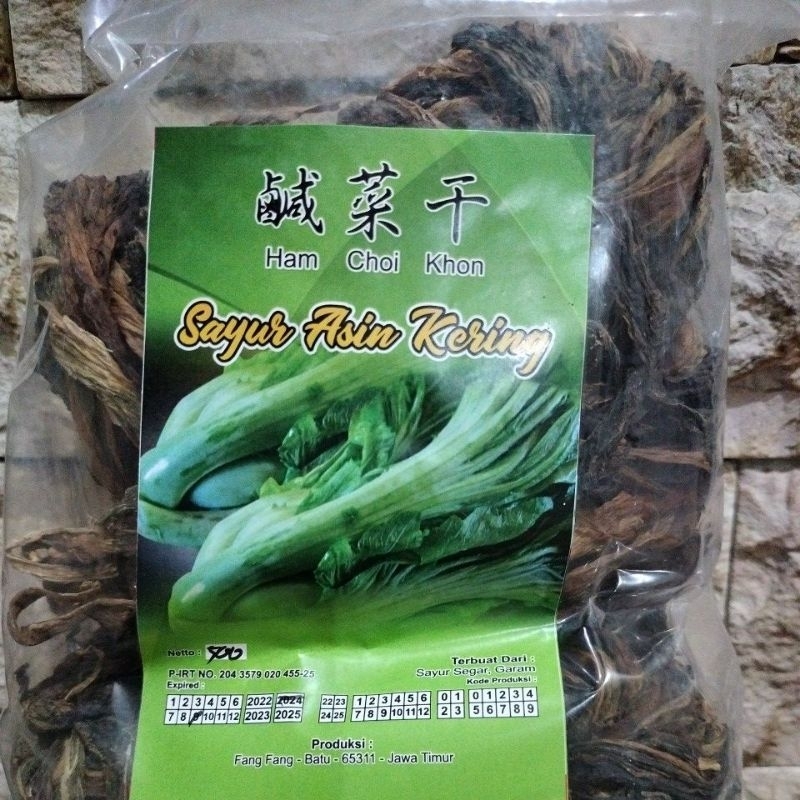 鹹菜干
Ham Choi Khon
Sayur Asin Kering
Netto :
P-IRT NO. 204 3579 020 455-25
Expired :
1 2 3 4 5 6 2022 2024
7 8 9 10 11 12 2023 2025
Terbuat Dari :
Sayur Segar, Garam
Kode Produksi :
22 23 1 2 3 4 5 6 0 1 0 1 2 3 4
24 25 7 8 9 10 11 12 2 3 5 6 7 8 9
Produksi :
Fang Fang - Batu - 65311 - Jawa Timur